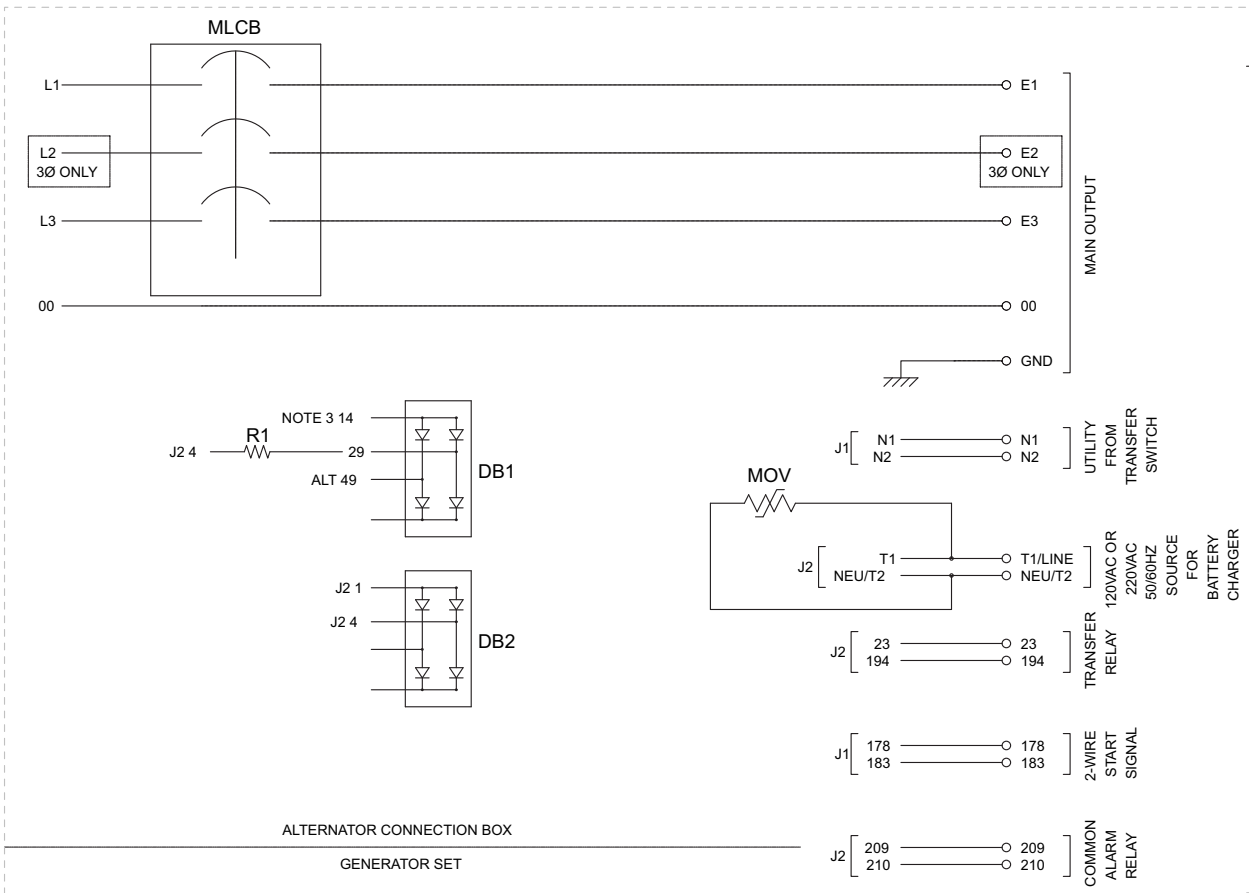 MLCB
L1
E1
L2
3Ø ONLY
E2
3Ø ONLY
L3
E3
00
00
GND
MAIN OUTPUT
NOTE 3 14
J2 4
R1
29
ALT 49
DB1
J2 1
J2 4
DB2
J1
N1
N2
N1
N2
UTILITY
FROM
TRANSFER
SWITCH
MOV
J2
T1
NEU/T2
T1/LINE
NEU/T2
120VAC OR
220VAC
50/60HZ
SOURCE
FOR
BATTERY
CHARGER
J2
23
194
23
194
TRANSFER
RELAY
J1
178
183
178
183
2-WIRE
START
SIGNAL
ALTERNATOR CONNECTION BOX
GENERATOR SET
J2
209
210
209
210
COMMON
ALARM
RELAY